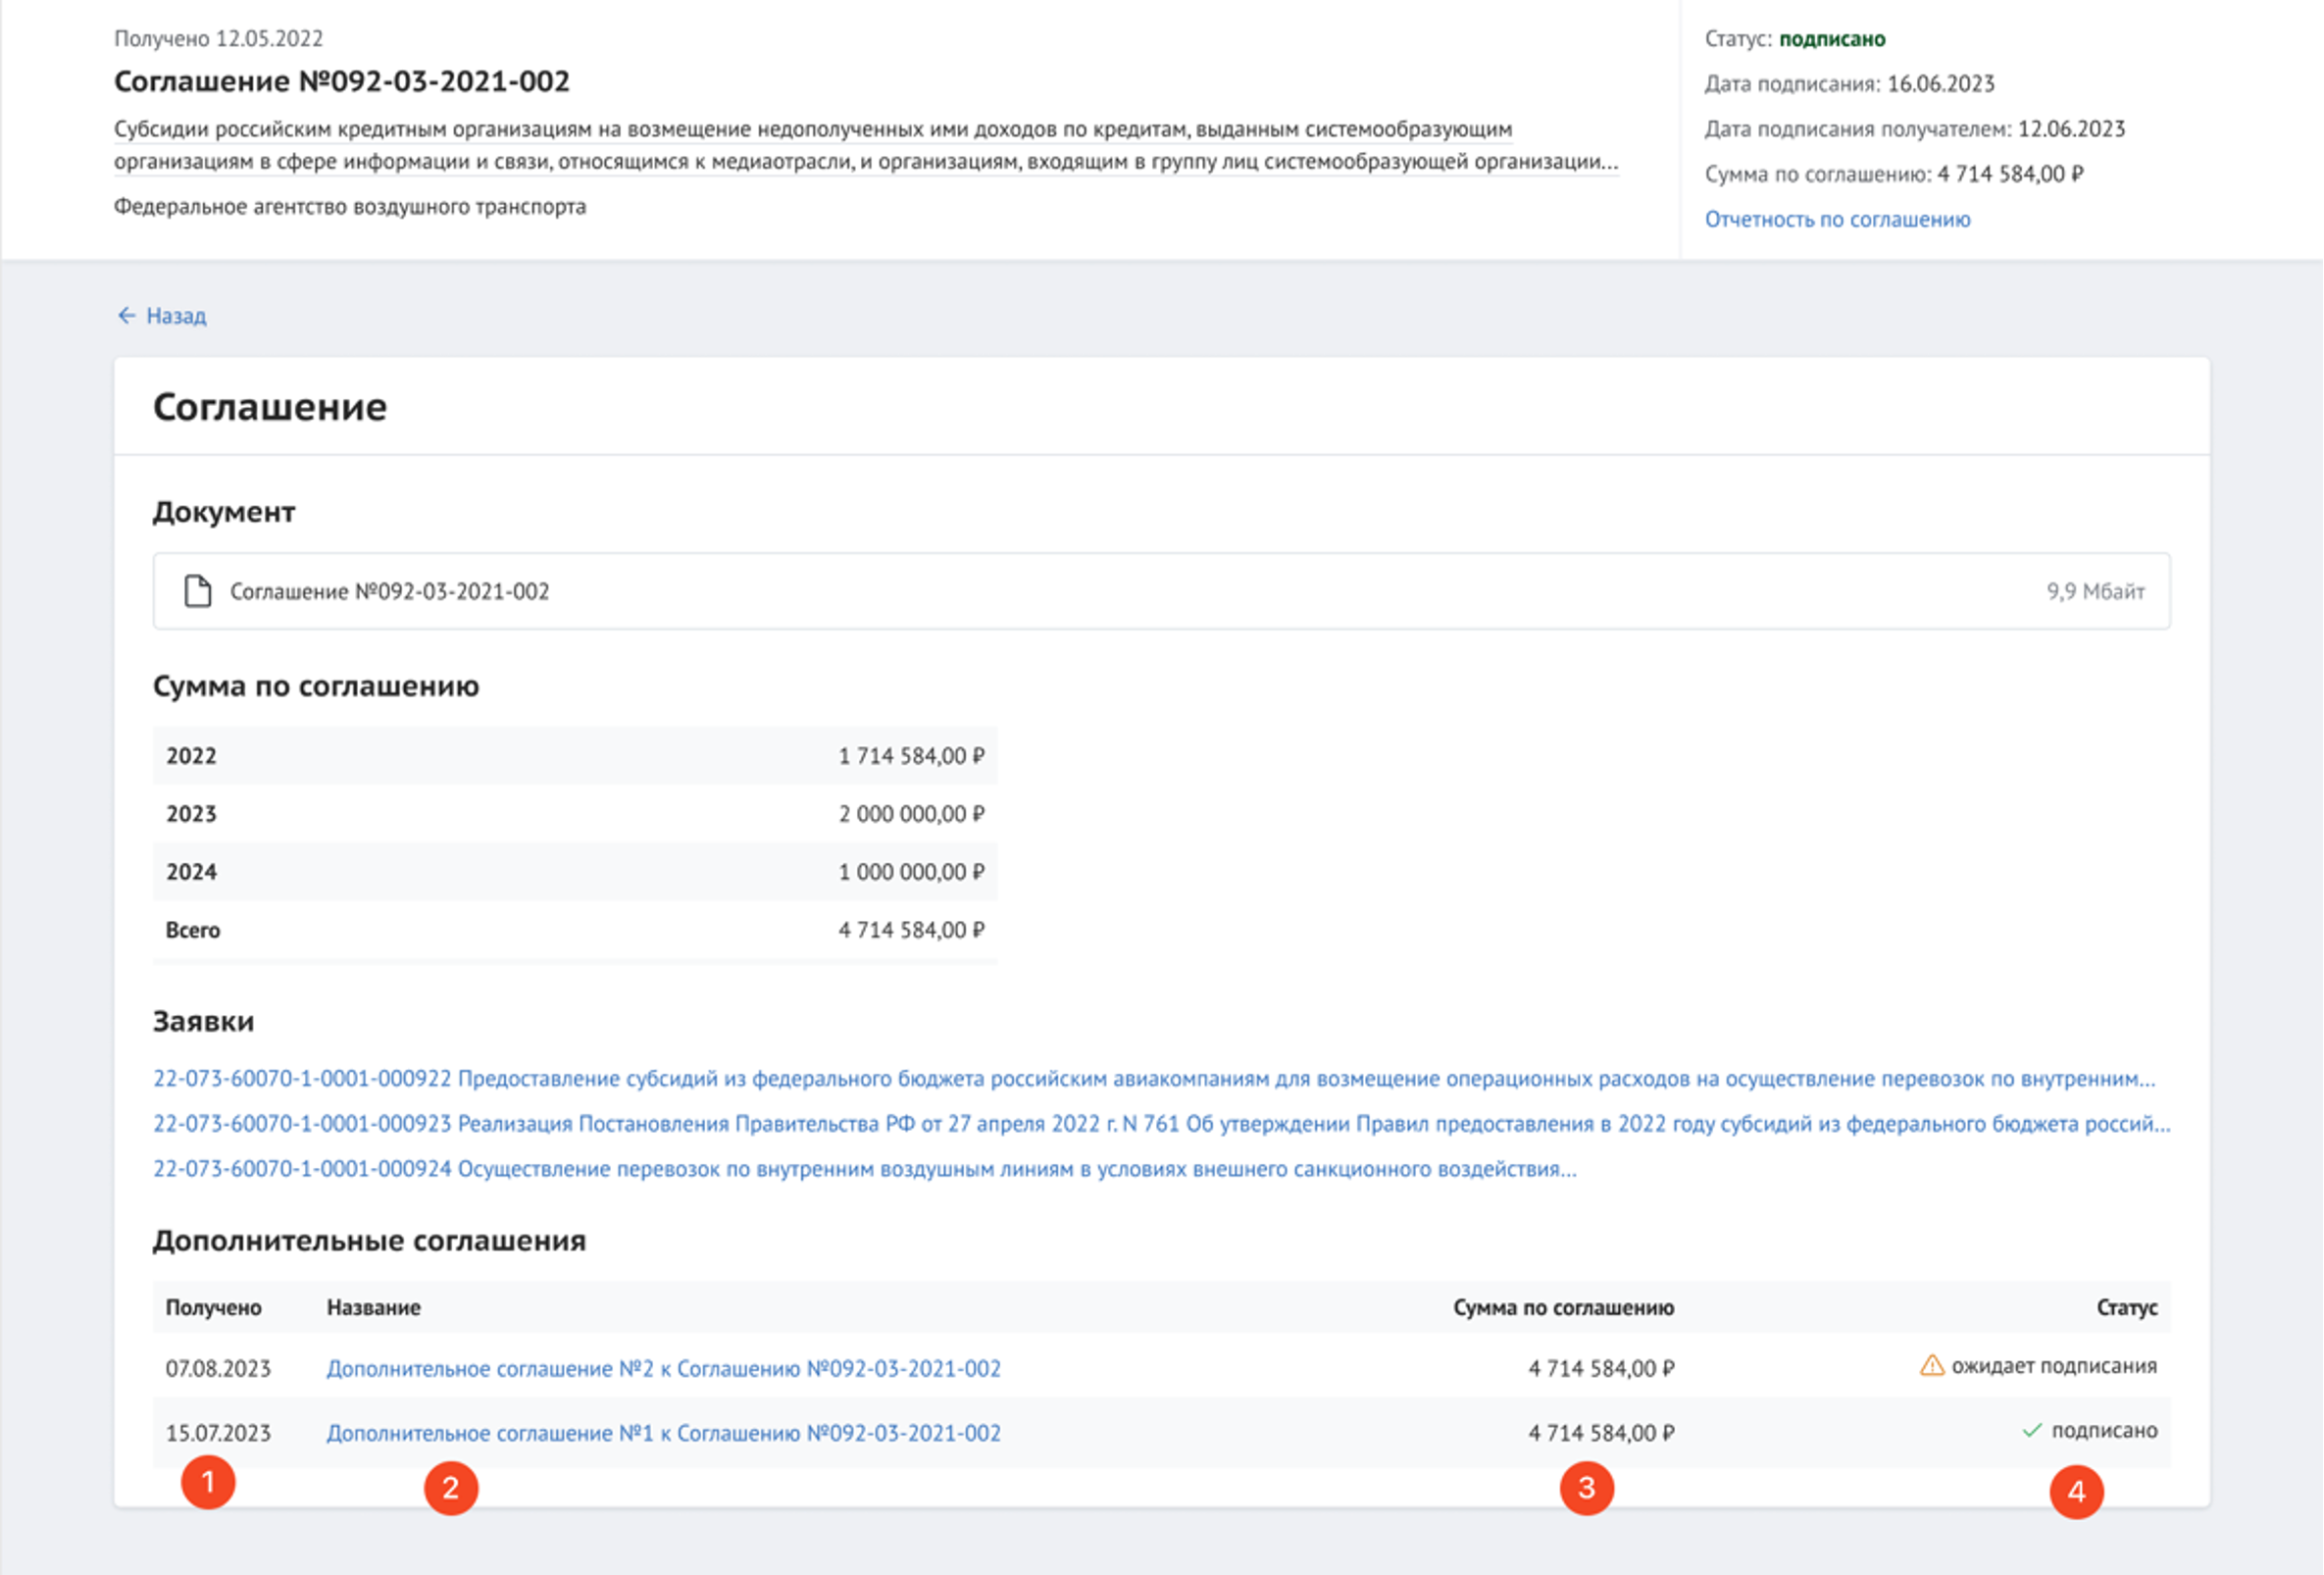 Получено 12.05.2022
Соглашение №092-03-2021-002
Субсидии российским кредитным организациям на возмещение недополученных ими доходов по кредитам, выданным системообразующим
организациям в сфере информации и связи, относящимся к медиаотрасли, и организациям, входящим в группу лиц системообразующей организации...
Федеральное агентство воздушного транспорта
Статус: подписано
Дата подписания: 16.06.2023
Дата подписания получателем: 12.06.2023
Сумма по соглашению: 4 714 584,00 ₽
Отчетность по соглашению
← Назад
Соглашение
Документ
Соглашение №092-03-2021-002 9,9 Мбайт
Сумма по соглашению
2022 1 714 584,00 ₽
2023 2 000 000,00 ₽
2024 1 000 000,00 ₽
Всего 4 714 584,00 ₽
Заявки
22-073-60070-1-0001-000922 Предоставление субсидий из федерального бюджета российским авиакомпаниям для возмещение операционных расходов на осуществление перевозок по внутренним...
22-073-60070-1-0001-000923 Реализация Постановления Правительства РФ от 27 апреля 2022 г. N 761 Об утверждении Правил предоставления в 2022 году субсидий из федерального бюджета россий...
22-073-60070-1-0001-000924 Осуществление перевозок по внутренним воздушным линиям в условиях внешнего санкционного воздействия...
Дополнительные соглашения
Получено Название Сумма по соглашению Статус
07.08.2023 Дополнительное соглашение №2 к Соглашению №092-03-2021-002 4 714 584,00 ₽ ожидает подписания
15.07.2023 Дополнительное соглашение №1 к Соглашению №092-03-2021-002 4 714 584,00 ₽ подписано
1 2 3 4